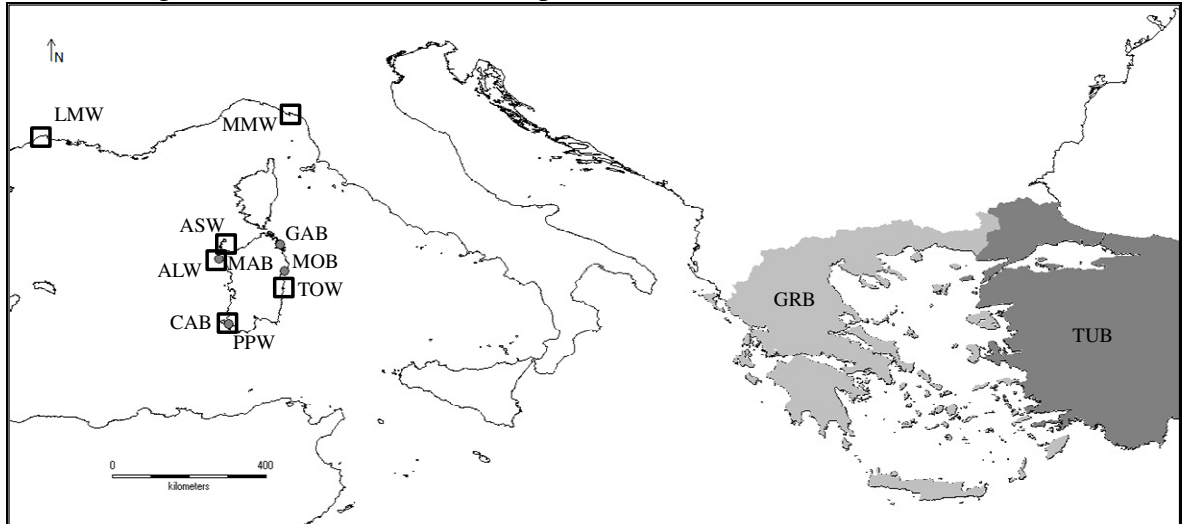 N
LMW
MMW
ASW
GAB
ALW
MAB
MOB
TOW
CAB
PPW
GRB
TUB
0
400
kilometers